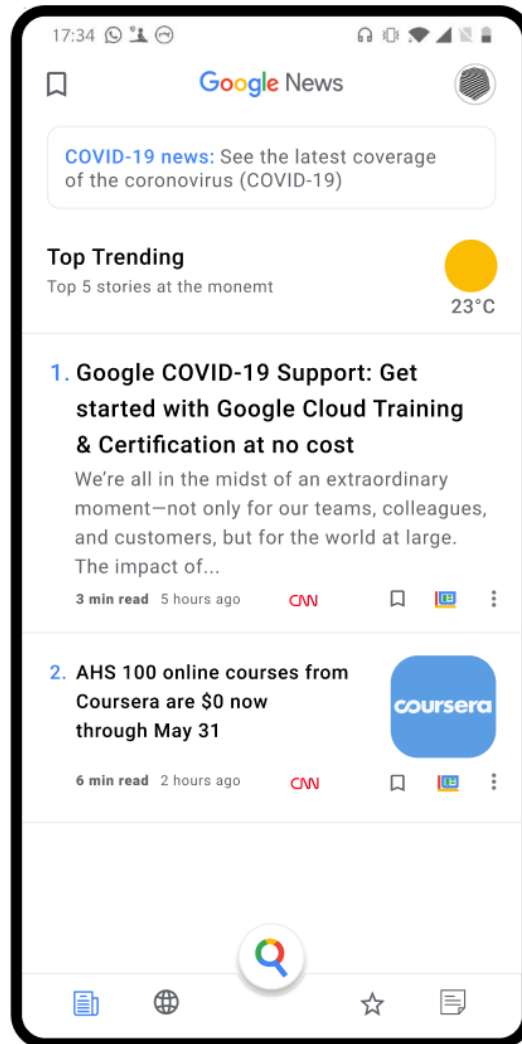 17:34
Google News
COVID-19 news: See the latest coverage
of the coronovirus (COVID-19)
Top Trending
Top 5 stories at the monemt
23°C
1. Google COVID-19 Support: Get
started with Google Cloud Training
& Certification at no cost
We’re all in the midst of an extraordinary
moment—not only for our teams, colleagues,
and customers, but for the world at large.
The impact of...
3 min read 5 hours ago CNN
2. AHS 100 online courses from
Coursera are $0 now
through May 31
coursera
6 min read 2 hours ago CNN